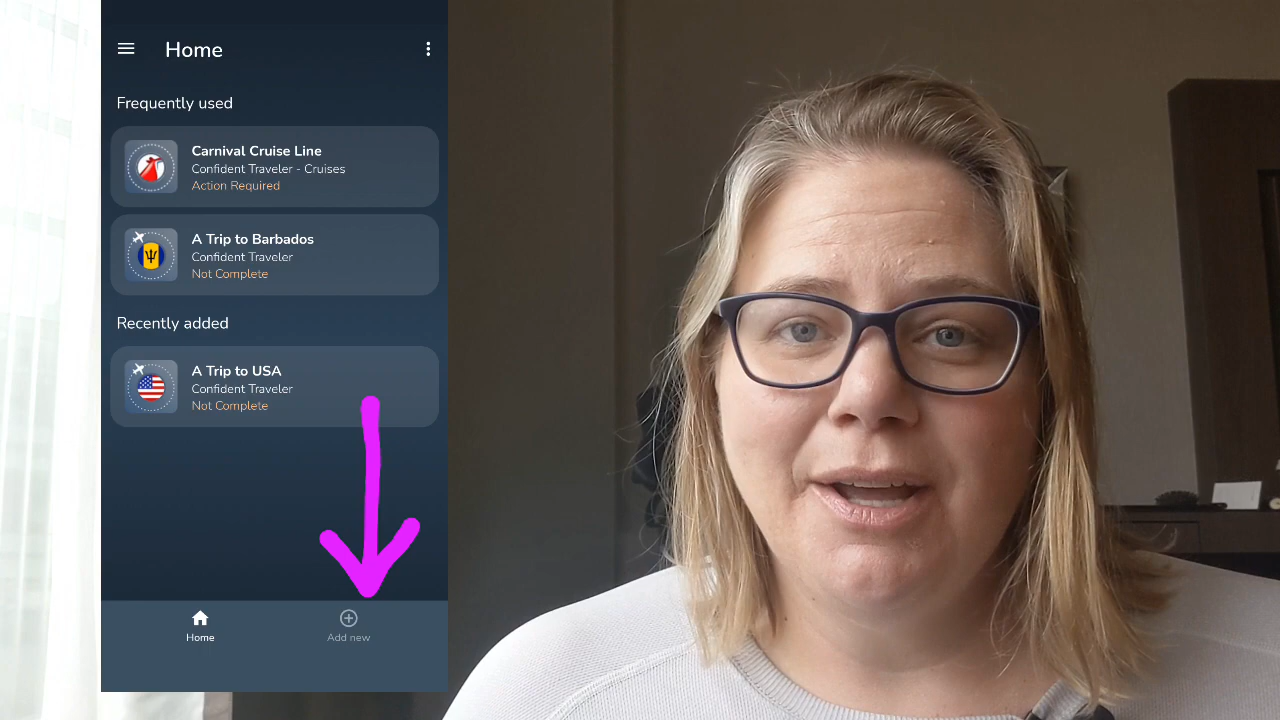 Home
Frequently used
Carnival Cruise Line
Confident Traveler - Cruises
Action Required
A Trip to Barbados
Confident Traveler
Not Complete
Recently added
A Trip to USA
Confident Traveler
Not Complete
Home
Add new